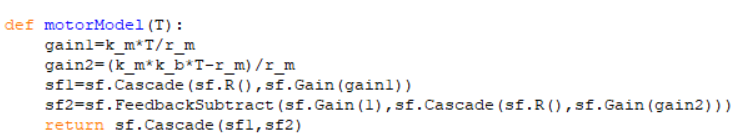 def motorModel(T):
    gain1=k_m*T/r_m
    gain2=(k_m*k_b*T-r_m)/r_m
    sf1=sf.Cascade(sf.R(),sf.Gain(gain1))
    sf2=sf.FeedbackSubtract(sf.Gain(1),sf.Cascade(sf.R(),sf.Gain(gain2)))
    return sf.Cascade(sf1,sf2)